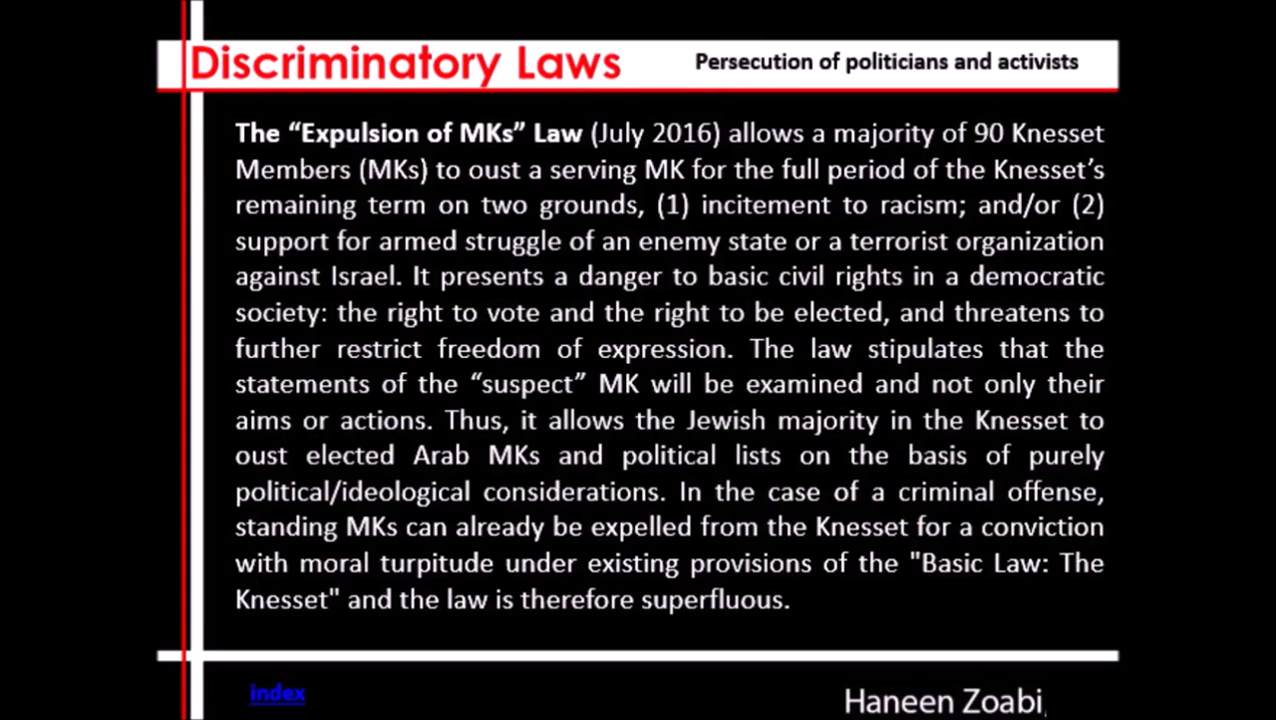 Discriminatory Laws Persecution of politicians and activists
The “Expulsion of MKs” Law (July 2016) allows a majority of 90 Knesset
Members (MKs) to oust a serving MK for the full period of the Knesset’s
remaining term on two grounds, (1) incitement to racism; and/or (2)
support for armed struggle of an enemy state or a terrorist organization
against Israel. It presents a danger to basic civil rights in a democratic
society: the right to vote and the right to be elected, and threatens to
further restrict freedom of expression. The law stipulates that the
statements of the “suspect” MK will be examined and not only their
aims or actions. Thus, it allows the Jewish majority in the Knesset to
oust elected Arab MKs and political lists on the basis of purely
political/ideological considerations. In the case of a criminal offense,
standing MKs can already be expelled from the Knesset for a conviction
with moral turpitude under existing provisions of the "Basic Law: The
Knesset" and the law is therefore superfluous.
index
Haneen Zoabi,